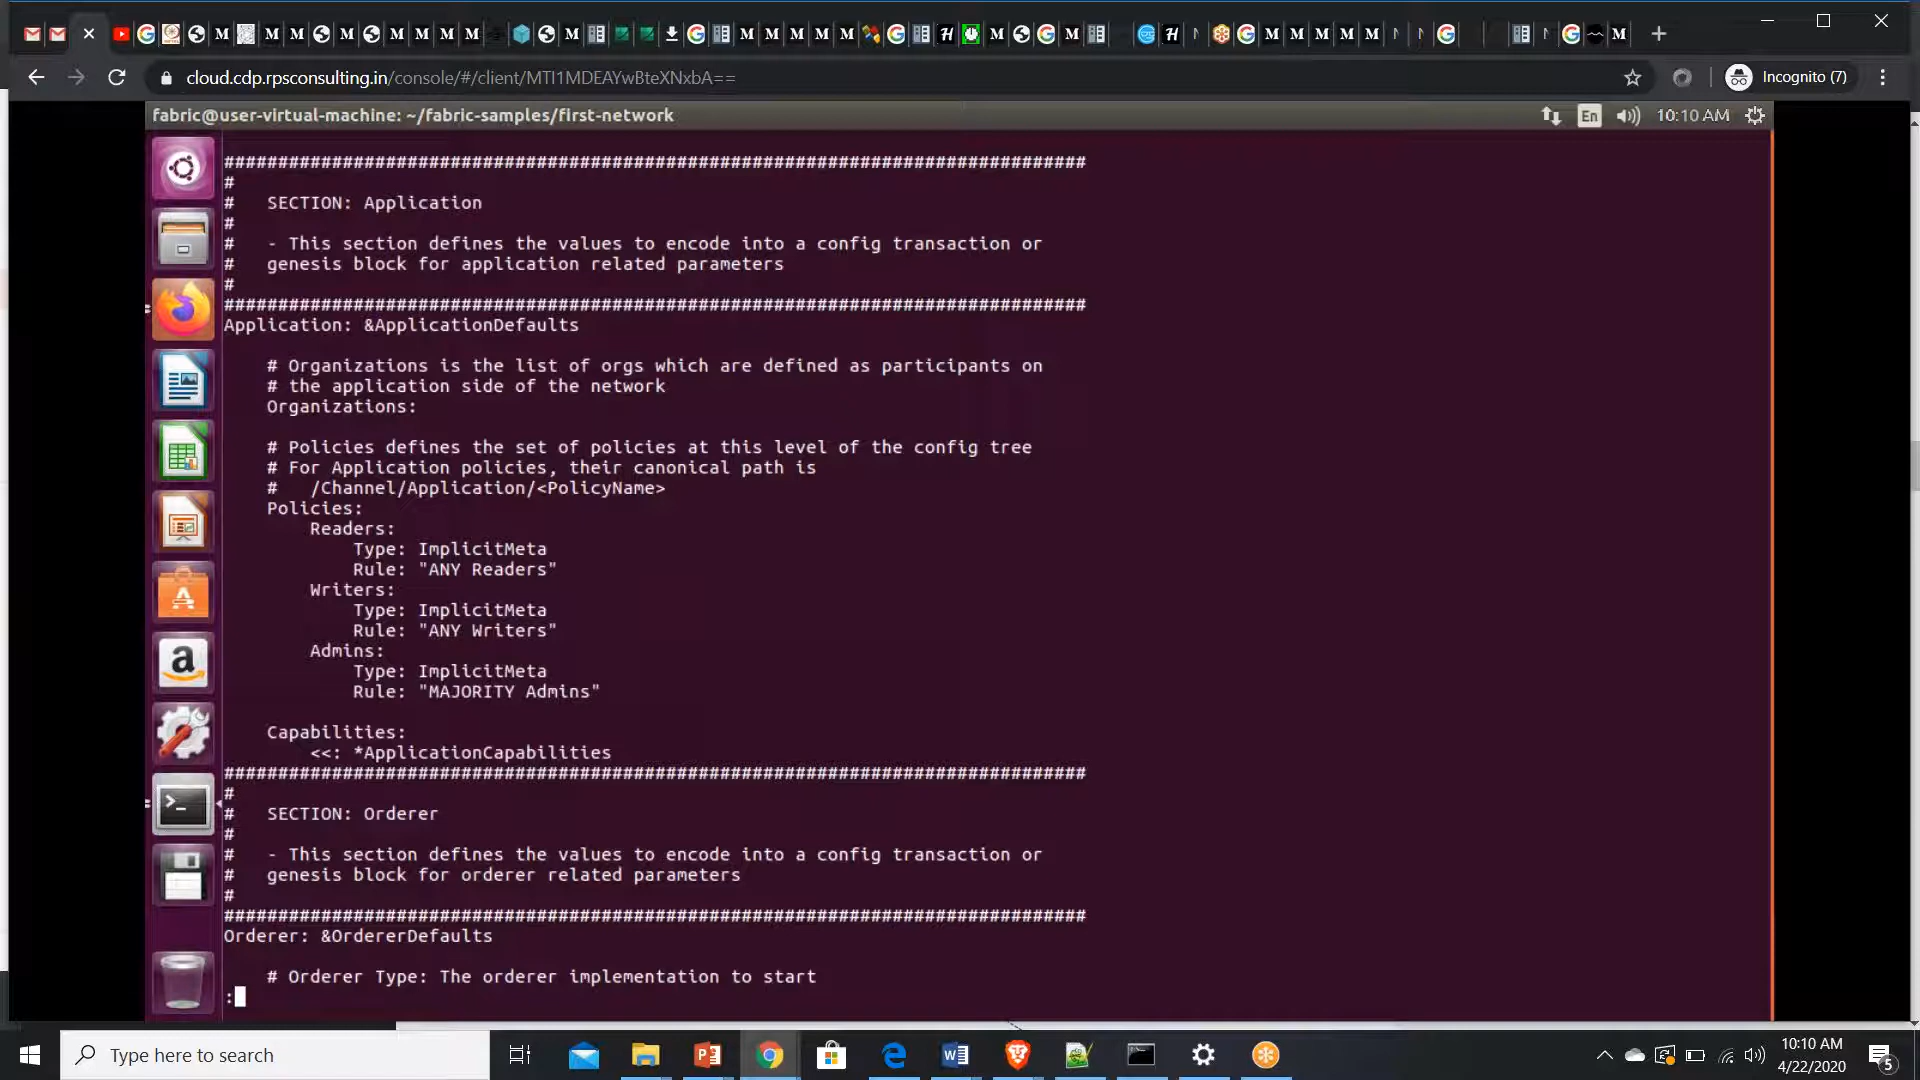 cloud.cdp.rpsconsulting.in/console/#/client/MTI1MDEAYwBteXNxbA==
Incognito (7)
fabric@user-virtual-machine: ~/fabric-samples/first-network
En
10:10 AM
################################################################################
#
#   SECTION: Application
#
#   - This section defines the values to encode into a config transaction or
#   genesis block for application related parameters
#
################################################################################
Application: &ApplicationDefaults
    # Organizations is the list of orgs which are defined as participants on
    # the application side of the network
    Organizations:
    # Policies defines the set of policies at this level of the config tree
    # For Application policies, their canonical path is
    #   /Channel/Application/<PolicyName>
    Policies:
        Readers:
            Type: ImplicitMeta
            Rule: "ANY Readers"
        Writers:
            Type: ImplicitMeta
            Rule: "ANY Writers"
        Admins:
            Type: ImplicitMeta
            Rule: "MAJORITY Admins"
    Capabilities:
        <<: *ApplicationCapabilities
################################################################################
#
#   SECTION: Orderer
#
#   - This section defines the values to encode into a config transaction or
#   genesis block for orderer related parameters
#
################################################################################
Orderer: &OrdererDefaults
    # Orderer Type: The orderer implementation to start
:
Type here to search
10:10 AM
4/22/2020
5